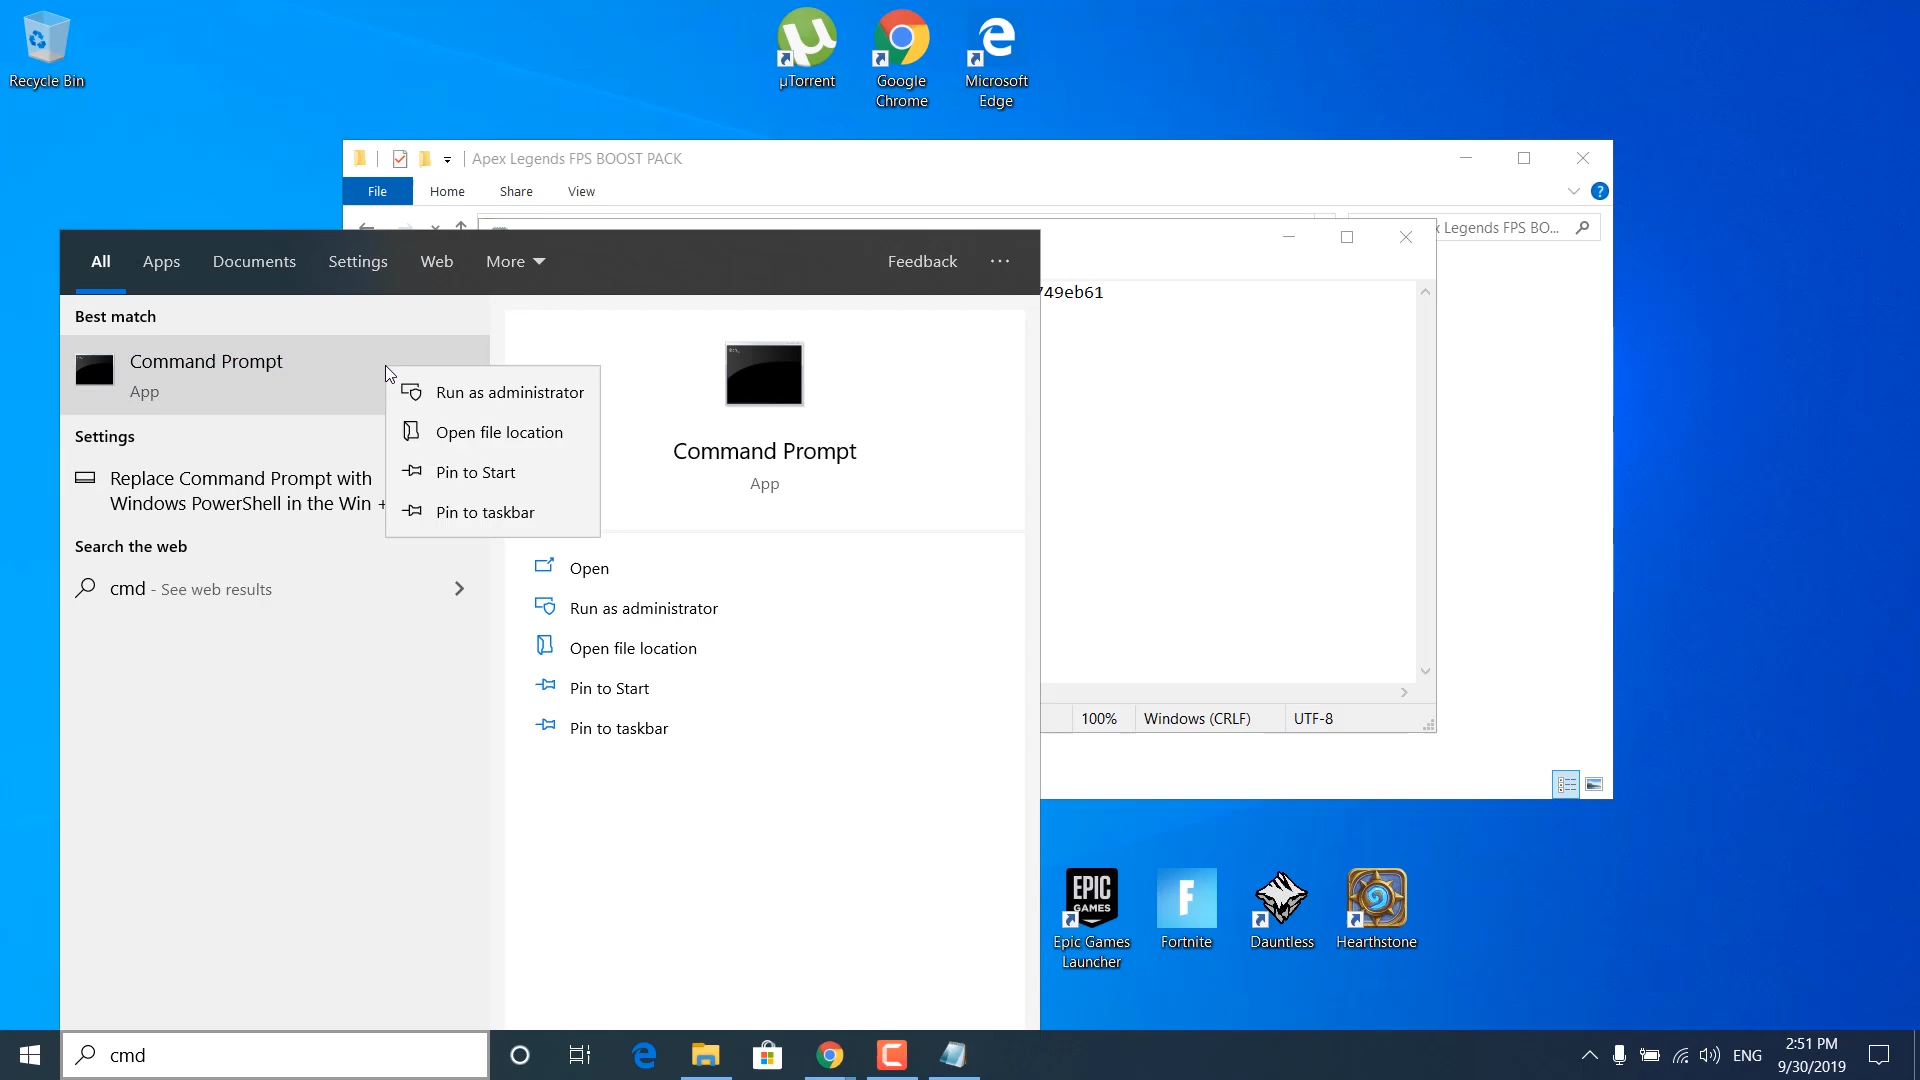 Recycle Bin
µTorrent
Google
Chrome
Microsoft
Edge
Apex Legends FPS BOOST PACK
File
Home
Share
View
Legends FPS BO...
All
Apps
Documents
Settings
Web
More
Feedback
749eb61
Best match
Command Prompt
App
Run as administrator
Open file location
Pin to Start
Pin to taskbar
Settings
Replace Command Prompt with
Windows PowerShell in the Win +
Search the web
cmd - See web results
Command Prompt
App
Open
Run as administrator
Open file location
Pin to Start
Pin to taskbar
100%
Windows (CRLF)
UTF-8
EPIC
GAMES
Epic Games
Launcher
Fortnite
Dauntless
Hearthstone
cmd
ENG
2:51 PM
9/30/2019